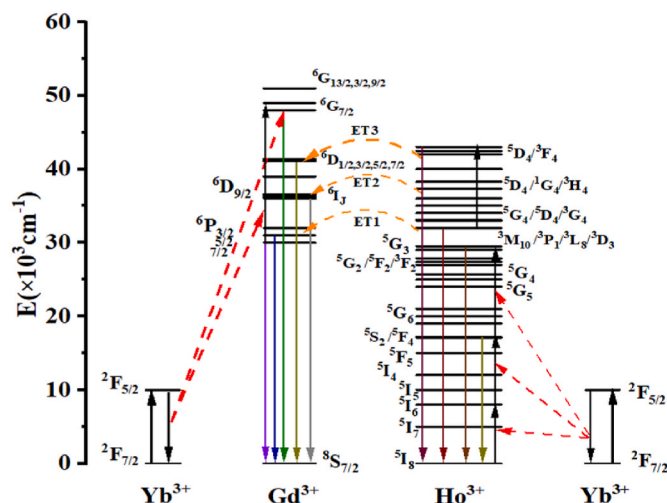 E(×10³cm⁻¹)
60
50
40
30
20
10
0
⁶G₁₃/₂,₃/₂,₉/₂
⁶G₇/₂
ET3
⁶D₁/₂,₃/₂,₅/₂,₇/₂
⁶D₉/₂
ET2
⁶I_J
⁶P₃/₂
₅/₂
₇/₂
ET1
⁵D₄/³F₄
⁵D₄/¹G₄/³H₄
⁵G₄/⁵D₄/³G₄
³M₁₀/³P₁/³L₈/³D₃
⁵G₃
⁵G₂/⁵F₂/³F₂
⁵G₄
⁵G₅
⁵G₆
⁵S₂/⁵F₄
⁵F₅
⁵I₄
⁵I₅
⁵I₆
⁵I₇
⁵I₈
²F₅/₂
²F₇/₂
⁸S₇/₂
²F₅/₂
²F₇/₂
Yb³⁺
Gd³⁺
Ho³⁺
Yb³⁺